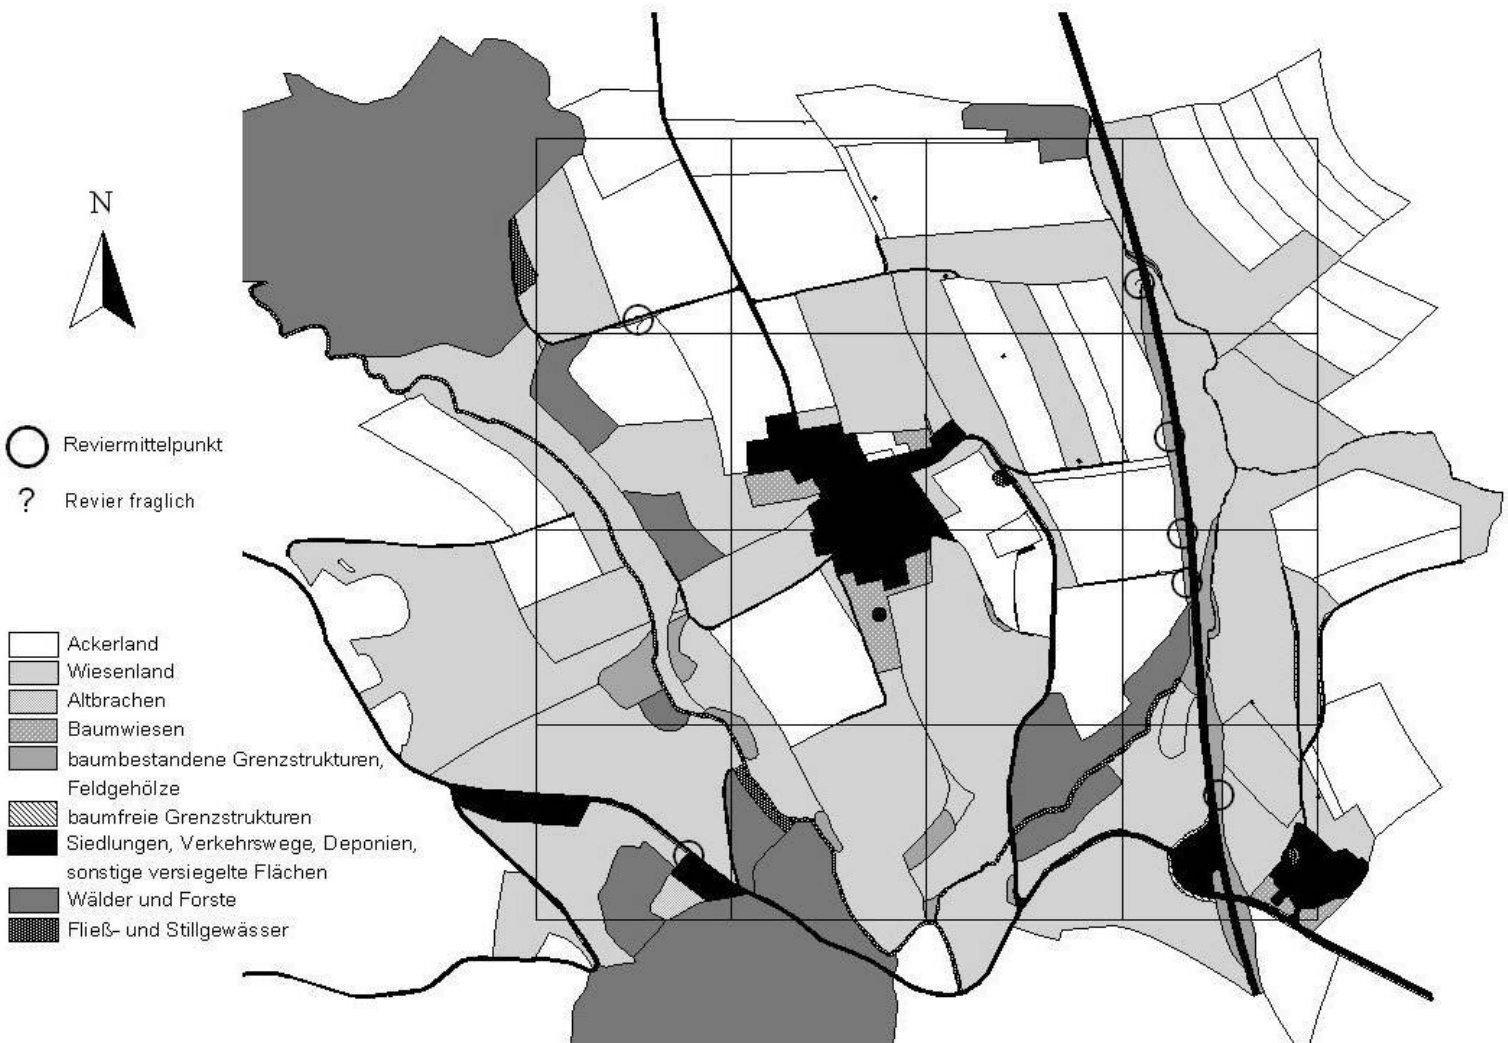 N
Reviermittelpunkt
? Revier fraglich
Ackerland
Wiesenland
Altbrachen
Baumwiesen
baumbestandene Grenzstrukturen,
Feldgehölze
baumfreie Grenzstrukturen
Siedlungen, Verkehrswege, Deponien,
sonstige versiegelte Flächen
Wälder und Forste
Fließ- und Stillgewässer
?
?